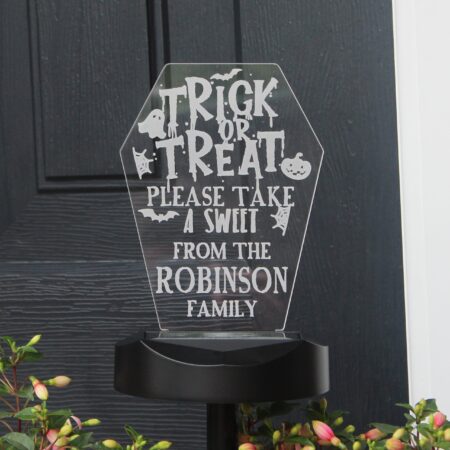 TRICK
OR
TREAT
PLEASE TAKE
A SWEET
FROM THE
ROBINSON
FAMILY